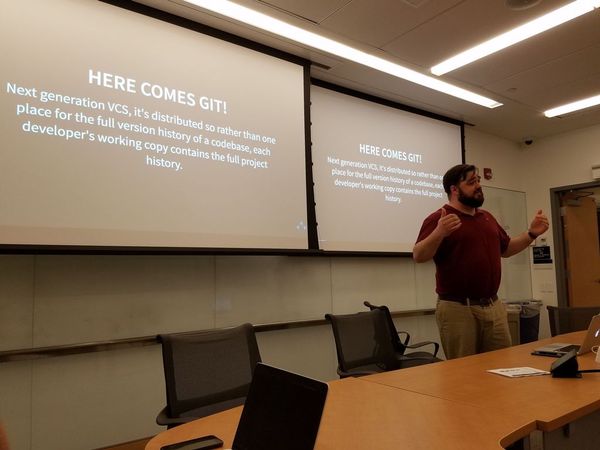 HERE COMES GIT!
Next generation VCS, it's distributed so rather than one
place for the full version history of a codebase, each
developer's working copy contains the full project
history.
HERE COMES GIT!
Next generation VCS, it's distributed so rather than one
place for the full version history of a codebase, each
developer's working copy contains the full project
history.